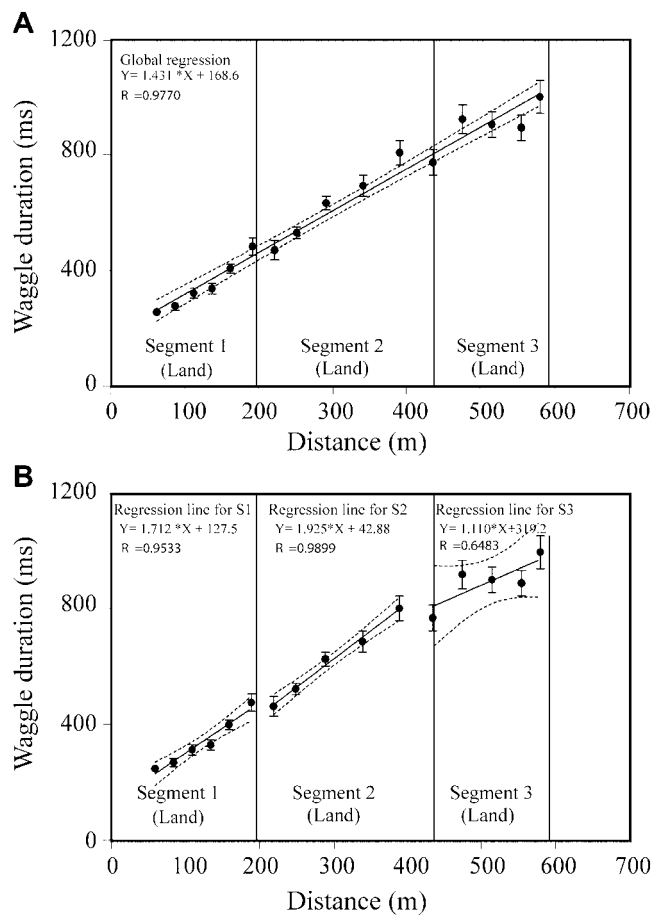 A
1200
Global regression
Y= 1.431 *X + 168.6
R =0.9770
800
Waggle duration (ms)
400
Segment 1 Segment 2 Segment 3
(Land) (Land) (Land)
0
0 100 200 300 400 500 600 700
Distance (m)
B
1200
Regression line for S1 Regression line for S2 Regression line for S3
Y= 1.712 *X + 127.5 Y= 1.925*X + 42.88 Y= 1.110*X+319.2
R =0.9533 R =0.9899 R =0.6483
800
Waggle duration (ms)
400
Segment 1 Segment 2 Segment 3
(Land) (Land) (Land)
0
0 100 200 300 400 500 600 700
Distance (m)